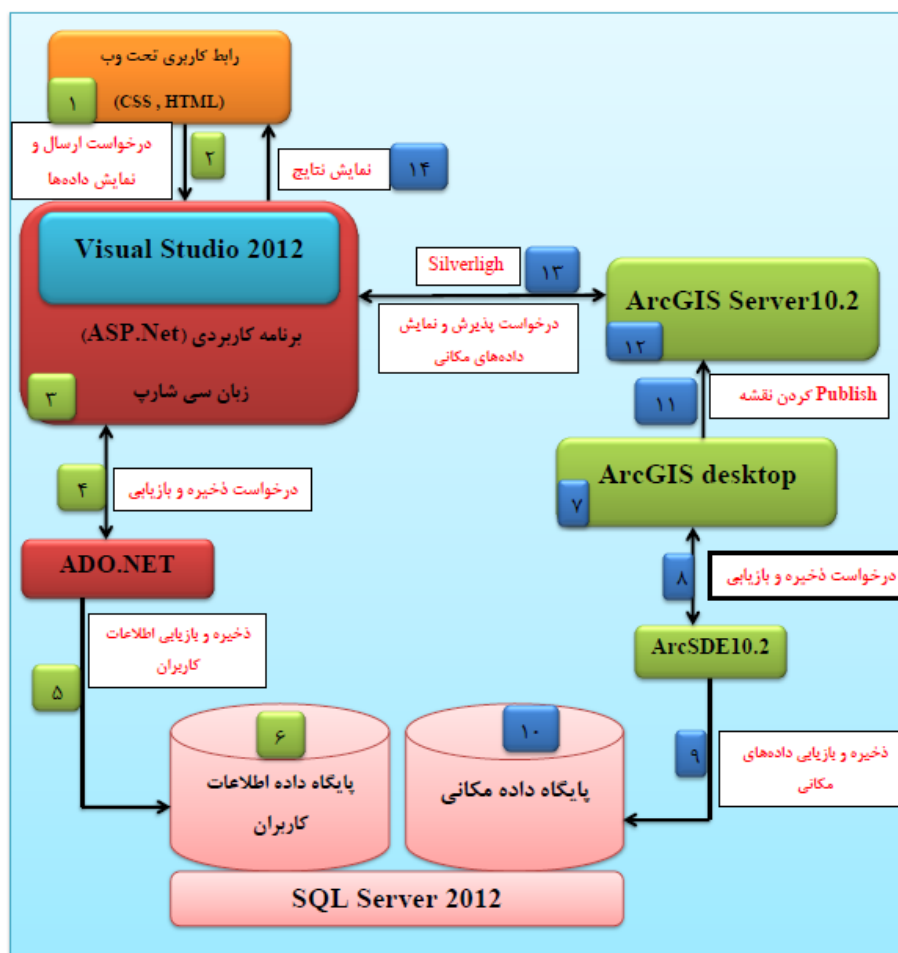 رابط کاربری تحت وب
(CSS , HTML)
۱
درخواست ارسال و
نمایش داده‌ها
۲
نمایش نتایج
۱۴
Visual Studio 2012
برنامه کاربردی (ASP.Net)
زبان سی شارپ
۳
Silverligh
۱۳
درخواست پذیرش و نمایش
داده‌های مکانی
ArcGIS Server10.2
۱۲
۱۱
Publish کردن نقشه
ArcGIS desktop
۷
۴
درخواست ذخیره و بازیابی
ADO.NET
۸
درخواست ذخیره و بازیابی
ArcSDE10.2
ذخیره و بازیابی اطلاعات
کاربران
۵
۶
پایگاه داده اطلاعات
کاربران
۱۰
پایگاه داده مکانی
۹
ذخیره و بازیابی داده‌های
مکانی
SQL Server 2012